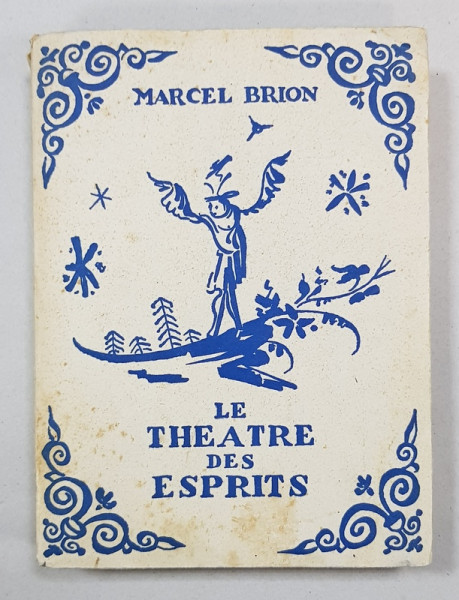 MARCEL BRION
LE
THEATRE
DES
ESPRITS